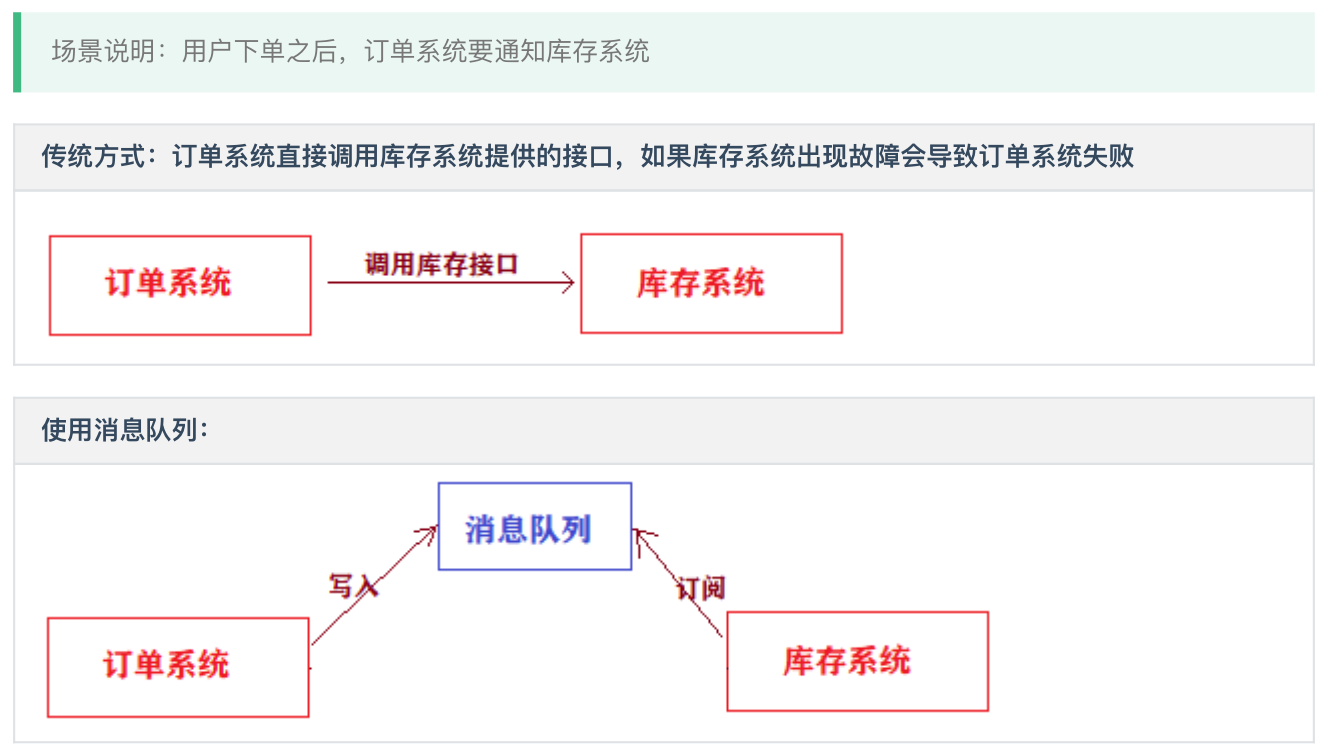 场景说明：用户下单之后，订单系统要通知库存系统
传统方式：订单系统直接调用库存系统提供的接口，如果库存系统出现故障会导致订单系统失败
调用库存接口
订单系统
库存系统
使用消息队列：
消息队列
写入
订阅
订单系统
库存系统